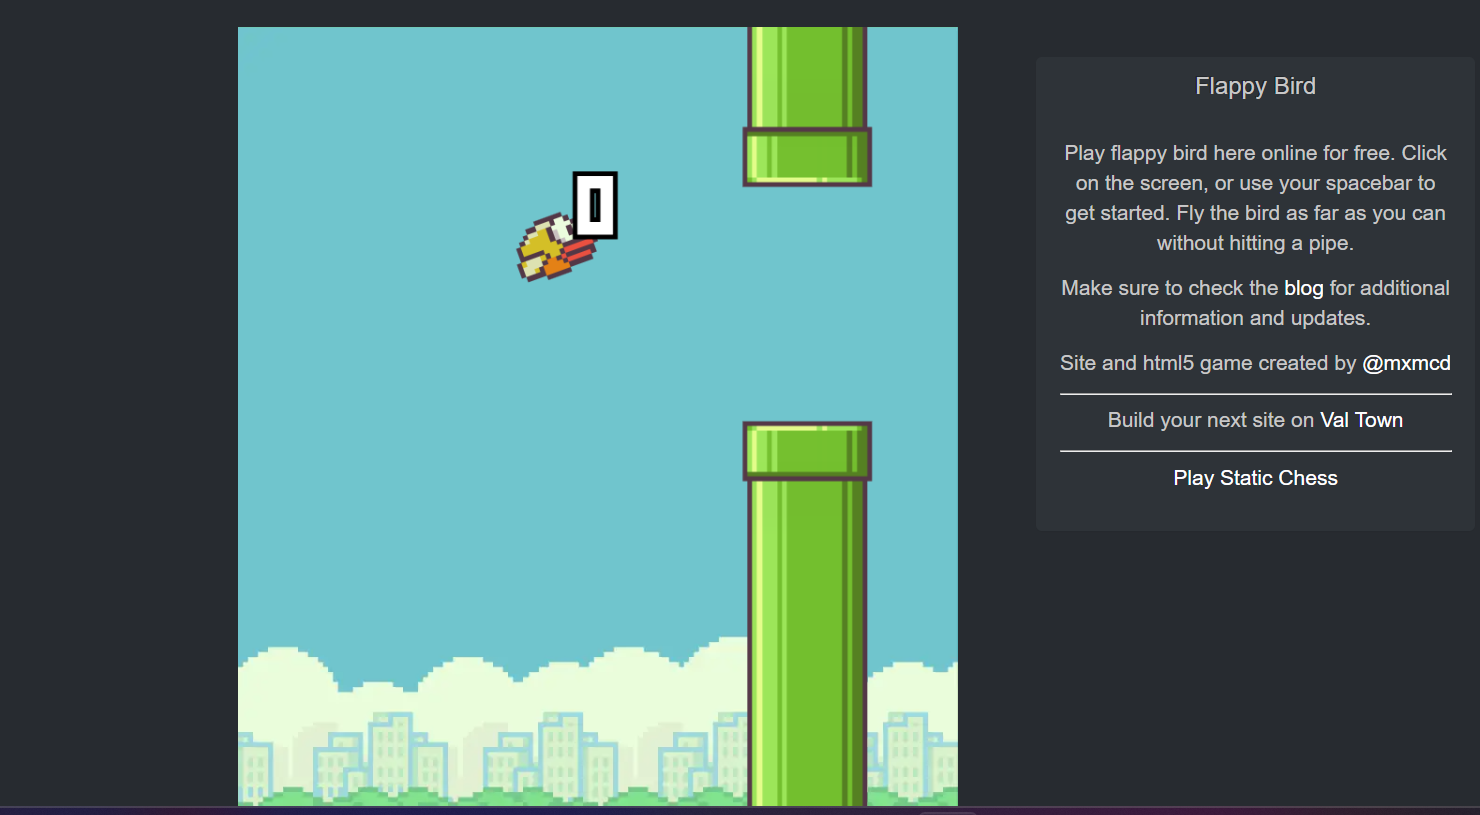 0
Flappy Bird
Play flappy bird here online for free. Click
on the screen, or use your spacebar to
get started. Fly the bird as far as you can
without hitting a pipe.
Make sure to check the blog for additional
information and updates.
Site and html5 game created by @mxmcd
Build your next site on Val Town
Play Static Chess